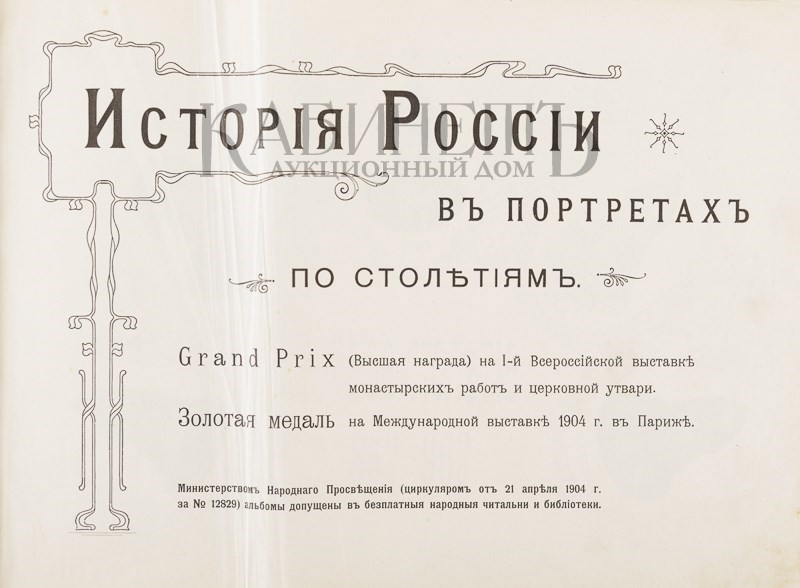 Исторія Россіи
КАБИНЕТЪ
АУКЦИОННЫЙ ДОМ
ВЪ ПОРТРЕТАХЪ
ПО СТОЛѢТІЯМЪ.
Grand Prix (Высшая награда) на I-й Всероссійской выставкѣ
монастырскихъ работъ и церковной утвари.
Золотая медаль на Международной выставкѣ 1904 г. въ Парижѣ.
Министерствомъ Народнаго Просвѣщенія (циркуляромъ отъ 21 апрѣля 1904 г.
за № 12829) альбомы допущены въ безплатныя народныя читальни и библіотеки.